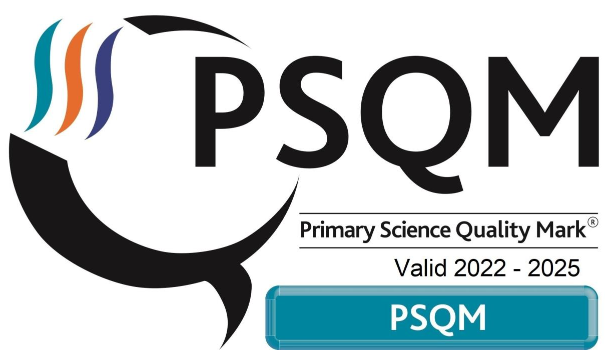 PSQM
Primary Science Quality Mark®
Valid 2022 - 2025
PSQM